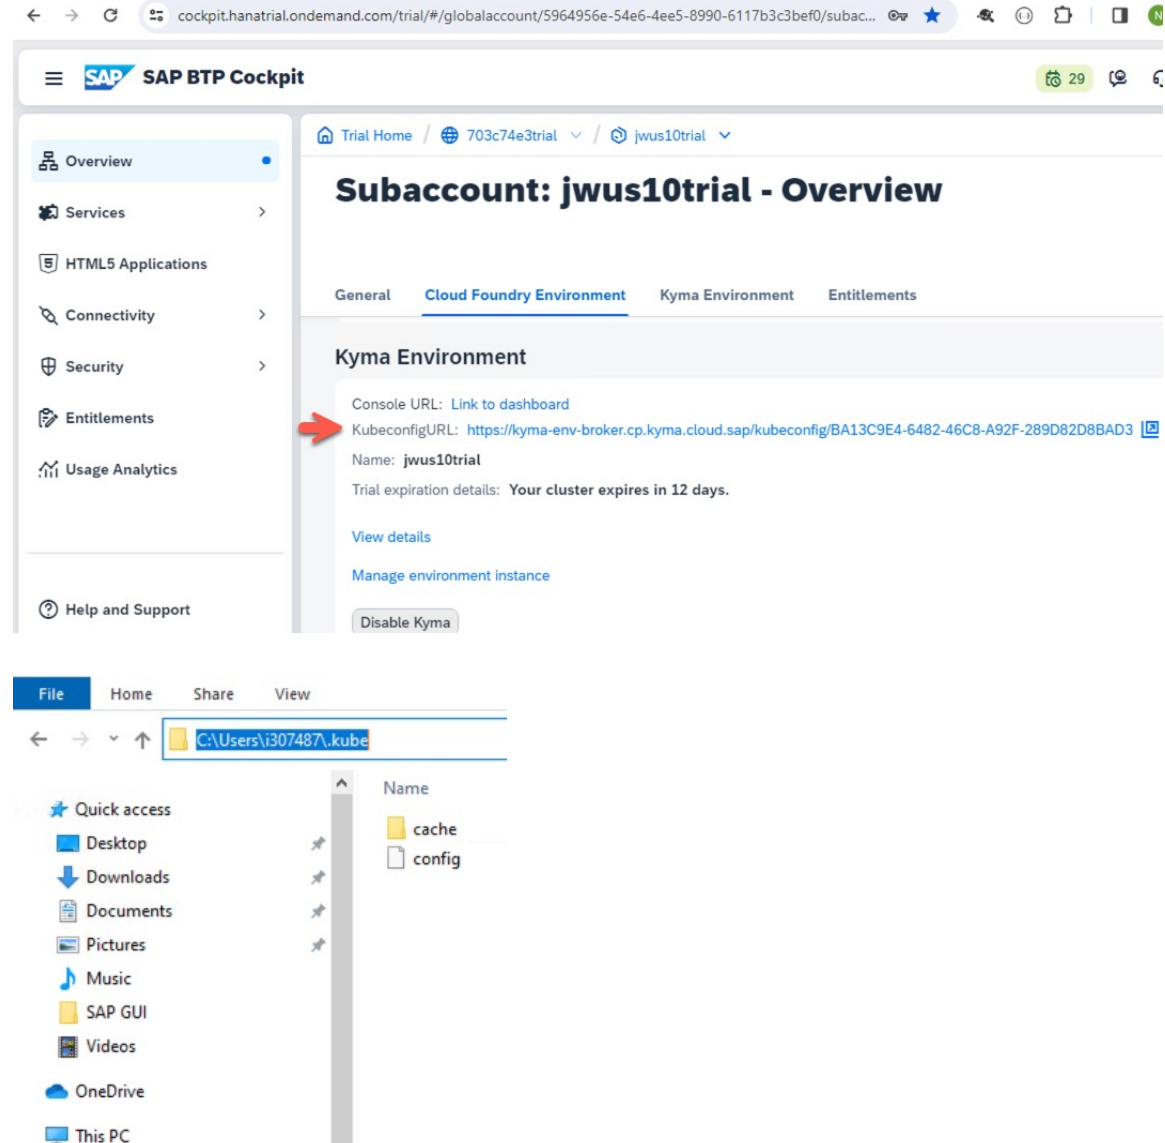 cockpit.hanatrial.ondemand.com/trial/#/globalaccount/5964956e-54e6-4ee5-8990-6117b3c3bef0/subac...
N
SAP SAP BTP Cockpit
29
Trial Home / 703c74e3trial / jwus10trial
Overview
Services
HTML5 Applications
Connectivity
Security
Entitlements
Usage Analytics
Help and Support
Subaccount: jwus10trial - Overview
General Cloud Foundry Environment Kyma Environment Entitlements
Kyma Environment
Console URL: Link to dashboard
KubeconfigURL: https://kyma-env-broker.cp.kyma.cloud.sap/kubeconfig/BA13C9E4-6482-46C8-A92F-289D82D8BAD3
Name: jwus10trial
Trial expiration details: Your cluster expires in 12 days.
View details
Manage environment instance
Disable Kyma
File Home Share View
C:\Users\i307487\.kube
Quick access
Desktop
Downloads
Documents
Pictures
Music
SAP GUI
Videos
OneDrive
This PC
Name
cache
config